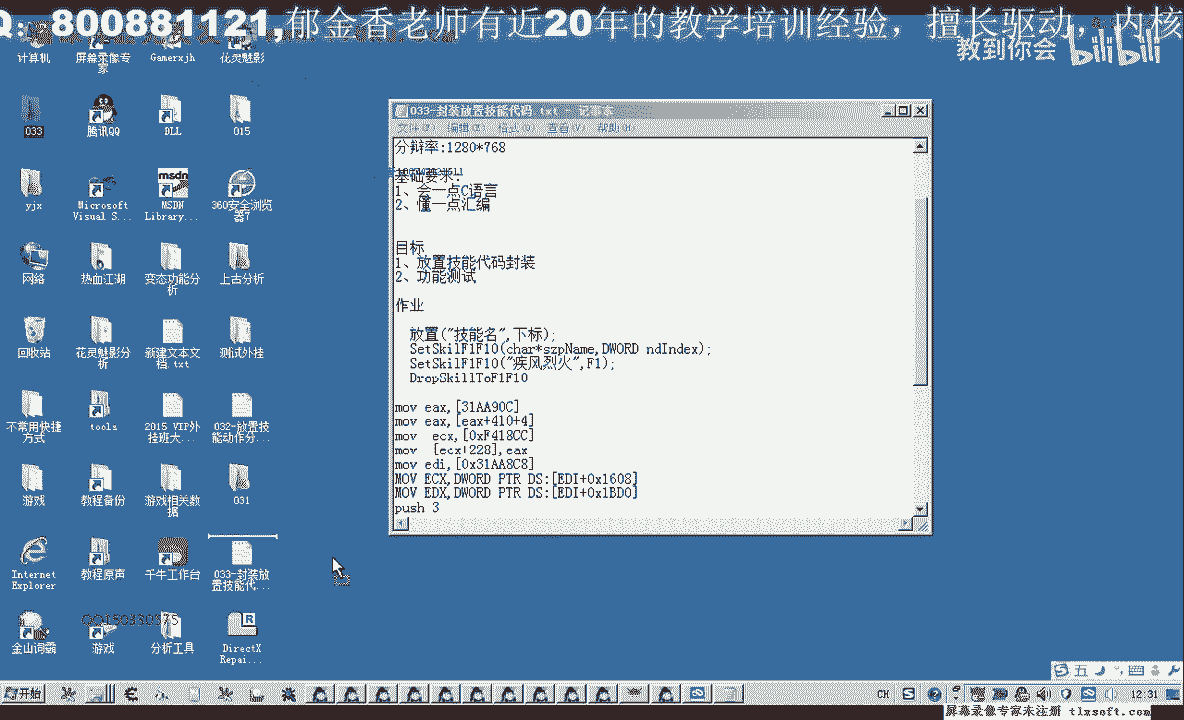 Q: 800881121,郁金香老师有近20年的教学培训经验，擅长驱动，内核
教到你会 bilibili
计算机
屏幕录像专家
Gamerxjh
花灵魅影
033
腾讯QQ
DLL
015
yjx
Microsoft Visual S...
MSDN Library...
360安全浏览器7
网络
热血江湖
变态功能分析
上古分析
回收站
花灵魅影分析
新建文本文档.txt
测试外挂
不常用快捷方式
tools
2015 VIP外挂班大...
032-放置技能动作分...
游戏
教程备份
游戏相关数据
031
Internet Explorer
教程原声
千牛工作台
033-封装放置技能代...
QQ150330575
金山词霸
游戏
分析工具
DirectX Repai...
033-封装放置技能代码.txt - 记事本
文件(F) 编辑(E) 格式(O) 查看(V) 帮助(H)
分辩率:1280*768
基础要求:
1、会一点C语言
2、懂一点汇编
目标
1、放置技能代码封装
2、功能测试
作业
放置("技能名",下标);
SetSkilF1F10(char*szpName,DWORD ndIndex);
SetSkilF1F10("疾风烈火",F1);
DropSkillToF1F10
mov eax,[31AA90C]
mov eax,[eax+410+4]
mov  ecx,[0xF418CC]
mov  [ecx+228],eax
mov edi,[0x31AA8C8]
MOV ECX,DWORD PTR DS:[EDI+0x1608]
MOV EDX,DWORD PTR DS:[EDI+0x1BD0]
push 3
五
开始
CH
12:31
屏幕录像专家未注册 tlxsoft.com